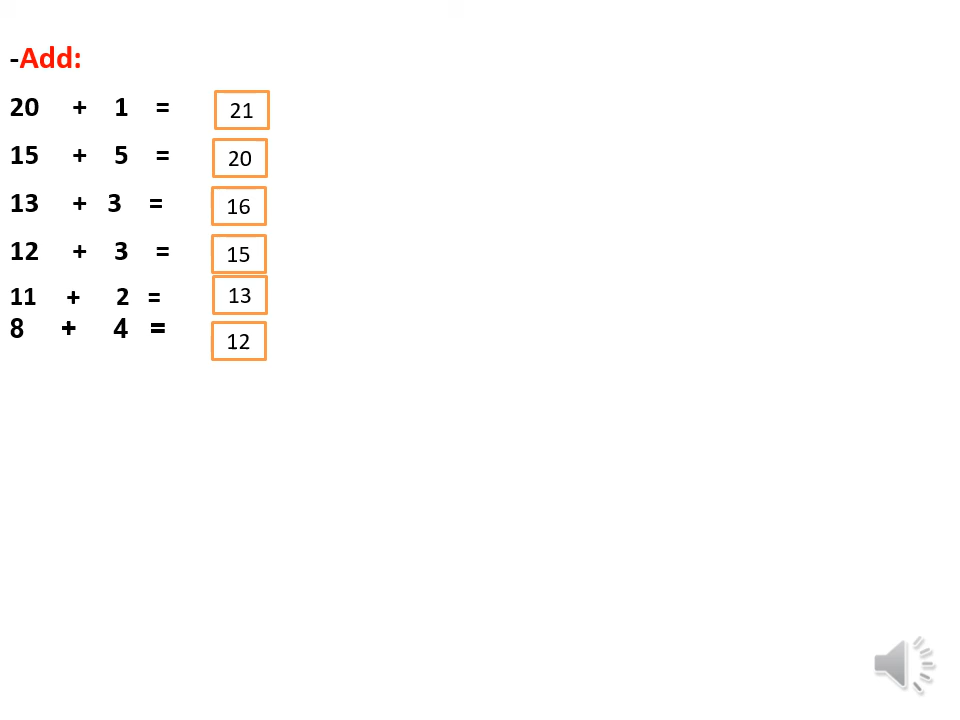 -Add:
20 + 1 = 21
15 + 5 = 20
13 + 3 = 16
12 + 3 = 15
11 + 2 = 13
8 + 4 = 12